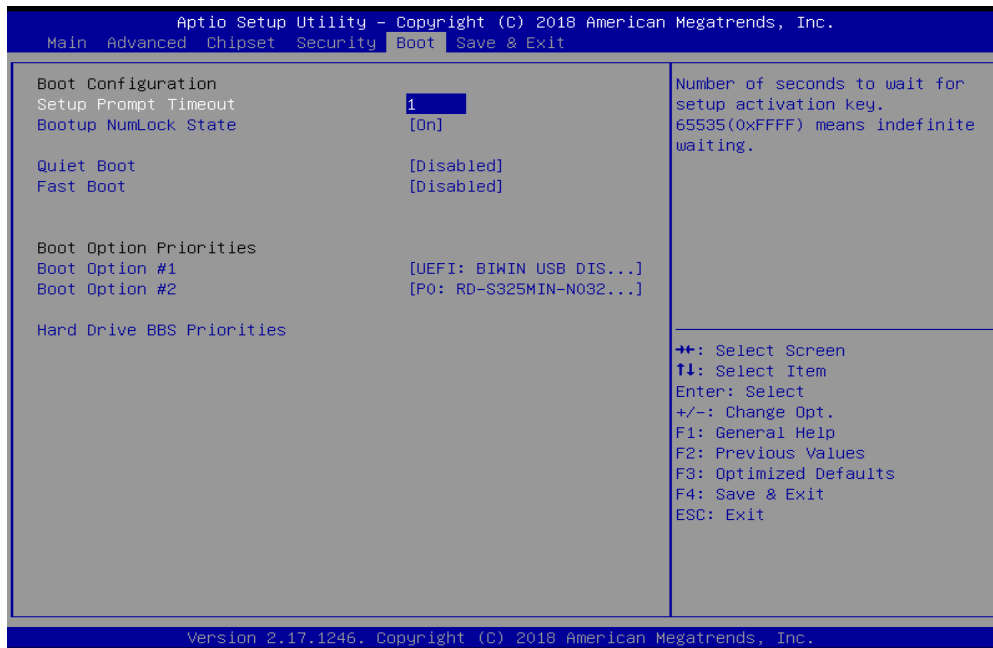 Aptio Setup Utility – Copyright (C) 2018 American Megatrends, Inc.
Main Advanced Chipset Security Boot Save & Exit
Boot Configuration
Setup Prompt Timeout 1
Bootup NumLock State [On]
Quiet Boot [Disabled]
Fast Boot [Disabled]
Boot Option Priorities
Boot Option #1 [UEFI: BIWIN USB DIS...]
Boot Option #2 [P0: RD-S325MIN-N032...]
Hard Drive BBS Priorities
Number of seconds to wait for
setup activation key.
65535(0xFFFF) means indefinite
waiting.
→←: Select Screen
↑↓: Select Item
Enter: Select
+/-: Change Opt.
F1: General Help
F2: Previous Values
F3: Optimized Defaults
F4: Save & Exit
ESC: Exit
Version 2.17.1246. Copyright (C) 2018 American Megatrends, Inc.